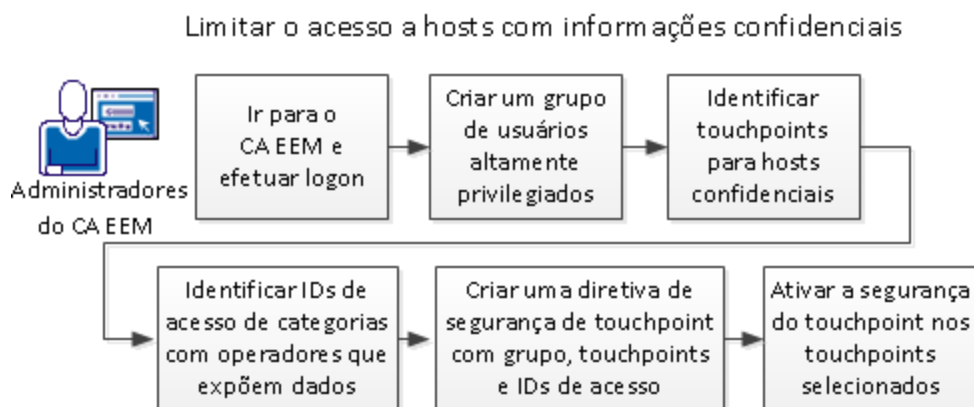 Limitar o acesso a hosts com informações confidenciais
Administradores
do CA EEM
Ir para o
CA EEM e
efetuar logon
Criar um grupo
de usuários
altamente
privilegiados
Identificar
touchpoints
para hosts
confidenciais
Identificar IDs de
acesso de categorias
com operadores que
expõem dados
Criar uma diretiva de
segurança de touchpoint
com grupo, touchpoints
e IDs de acesso
Ativar a segurança
do touchpoint nos
touchpoints
selecionados